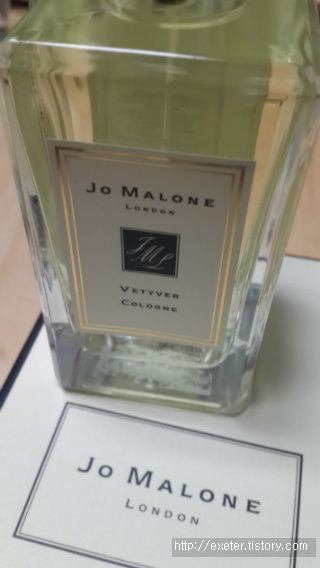 JO MALONE
LONDON
JML
VETYVER
COLOGNE
JO MALONE
LONDON
http://exeter.tistory.com